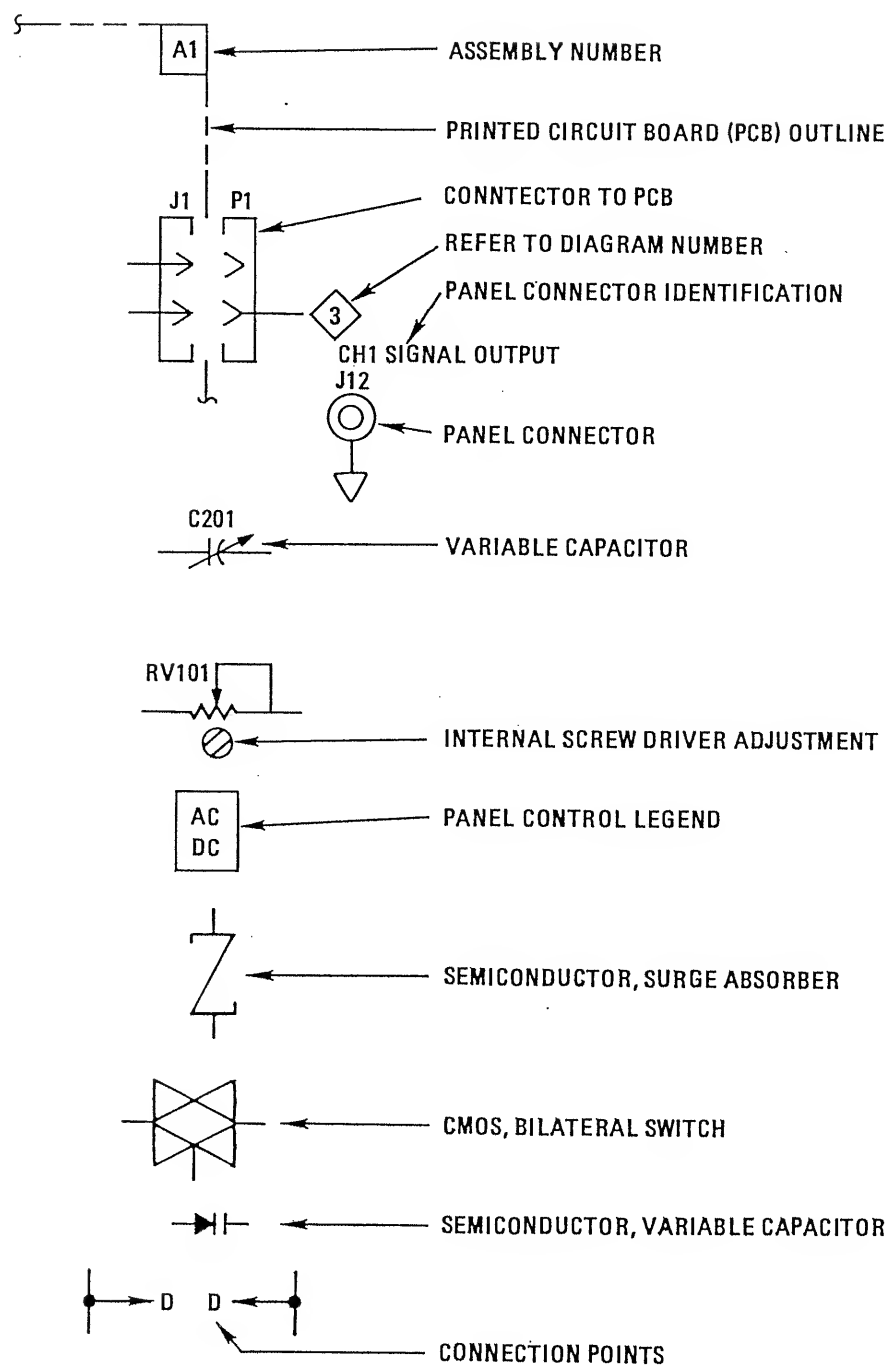 A1
ASSEMBLY NUMBER
PRINTED CIRCUIT BOARD (PCB) OUTLINE
J1 P1
CONNTECTOR TO PCB
REFER TO DIAGRAM NUMBER
PANEL CONNECTOR IDENTIFICATION
3
CH1 SIGNAL OUTPUT
J12
PANEL CONNECTOR
C201
VARIABLE CAPACITOR
RV101
INTERNAL SCREW DRIVER ADJUSTMENT
AC
DC
PANEL CONTROL LEGEND
SEMICONDUCTOR, SURGE ABSORBER
CMOS, BILATERAL SWITCH
SEMICONDUCTOR, VARIABLE CAPACITOR
D D
CONNECTION POINTS